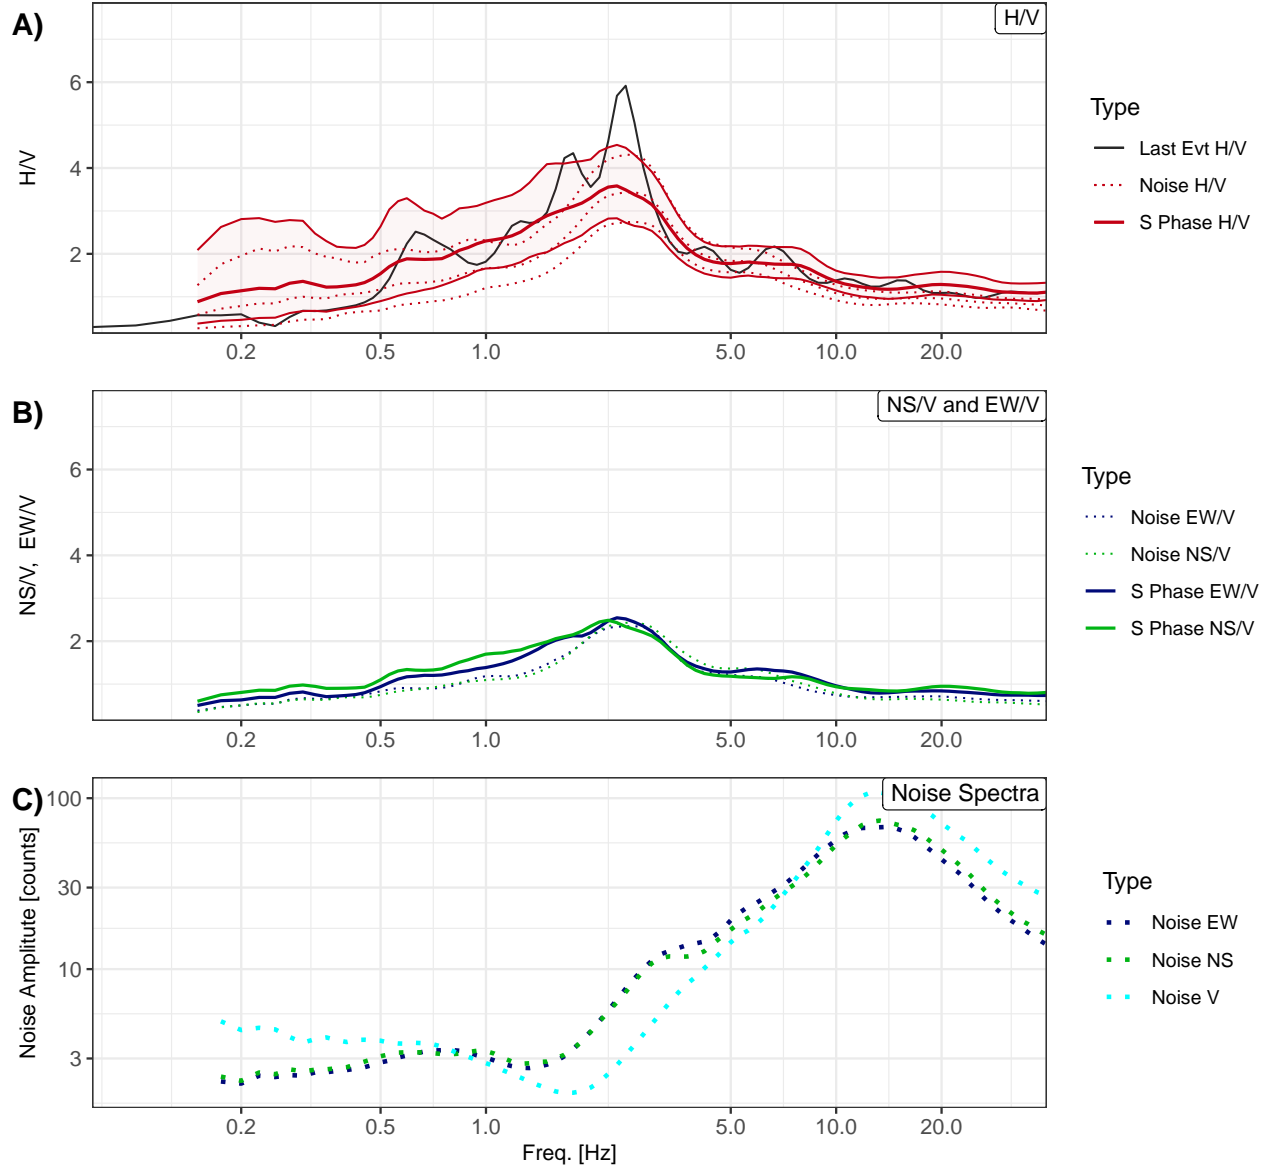 A)
H/V
6
4
2
H/V
0.2 0.5 1.0 5.0 10.0 20.0
Type
Last Evt H/V
Noise H/V
S Phase H/V
B)
NS/V and EW/V
6
4
2
NS/V,  EW/V
0.2 0.5 1.0 5.0 10.0 20.0
Type
Noise EW/V
Noise NS/V
S Phase EW/V
S Phase NS/V
C)
Noise Spectra
100
30
10
3
Noise Amplitute [counts]
0.2 0.5 1.0 5.0 10.0 20.0
Freq. [Hz]
Type
Noise EW
Noise NS
Noise V